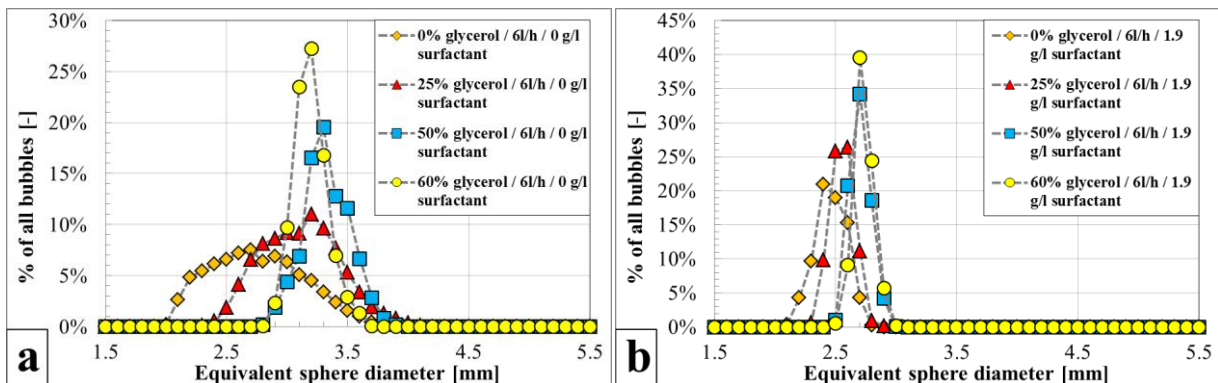 30%
25%
20%
15%
10%
5%
0%
% of all bubbles [-]
0% glycerol / 6l/h / 0 g/l
surfactant
25% glycerol / 6l/h / 0 g/l
surfactant
50% glycerol / 6l/h / 0 g/l
surfactant
60% glycerol / 6l/h / 0 g/l
surfactant
1.5 2.5 3.5 4.5 5.5
Equivalent sphere diameter [mm]
a
45%
40%
35%
30%
25%
20%
15%
10%
5%
0%
% of all bubbles [-]
0% glycerol / 6l/h / 1.9
g/l surfactant
25% glycerol / 6l/h / 1.9
g/l surfactant
50% glycerol / 6l/h / 1.9
g/l surfactant
60% glycerol / 6l/h / 1.9
g/l surfactant
1.5 2.5 3.5 4.5 5.5
Equivalent sphere diameter [mm]
b